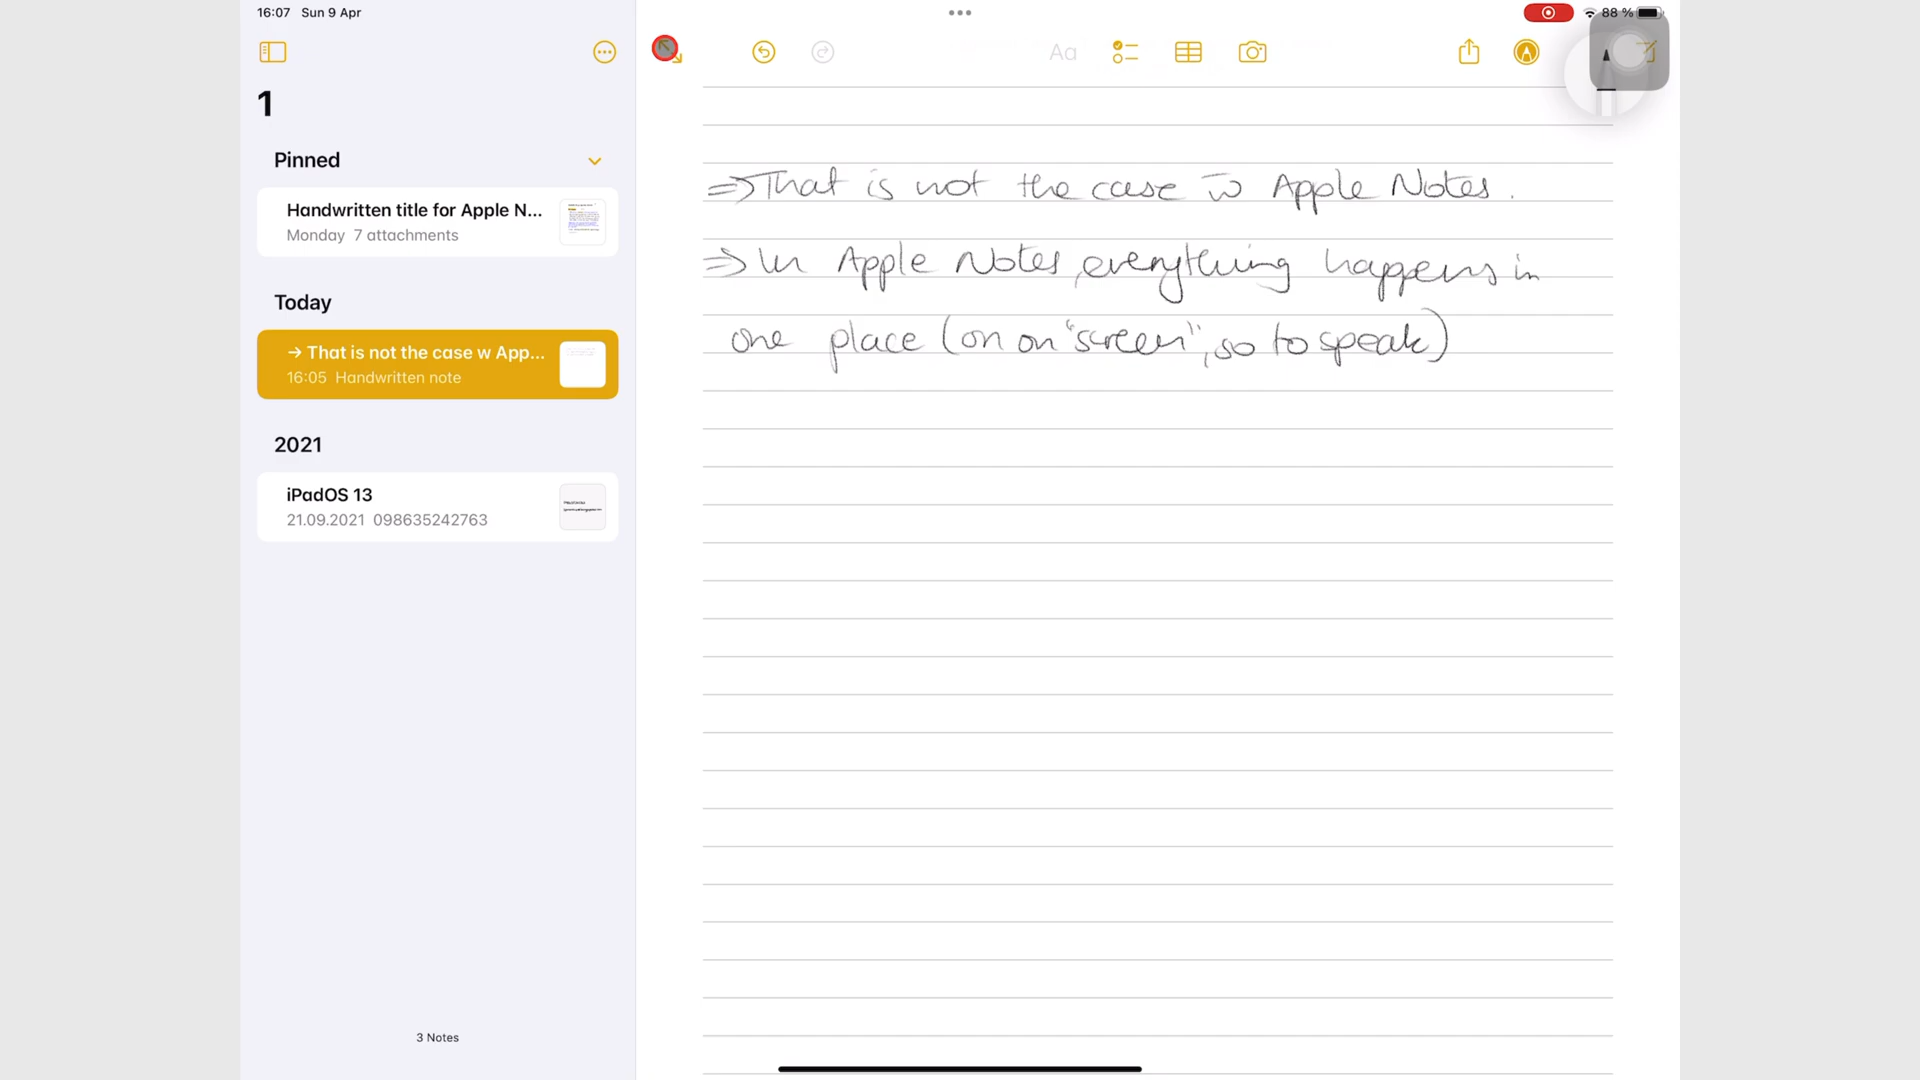 16:07 Sun 9 Apr
88 %
Aa
1
Pinned
Handwritten title for Apple N...
Monday 7 attachments
Today
→ That is not the case w App...
16:05 Handwritten note
2021
iPadOS 13
21.09.2021 098635242763
3 Notes
⇒ That is not the case w Apple Notes.
⇒ In Apple Notes, everything happens in
one place (on on "screen", so to speak)